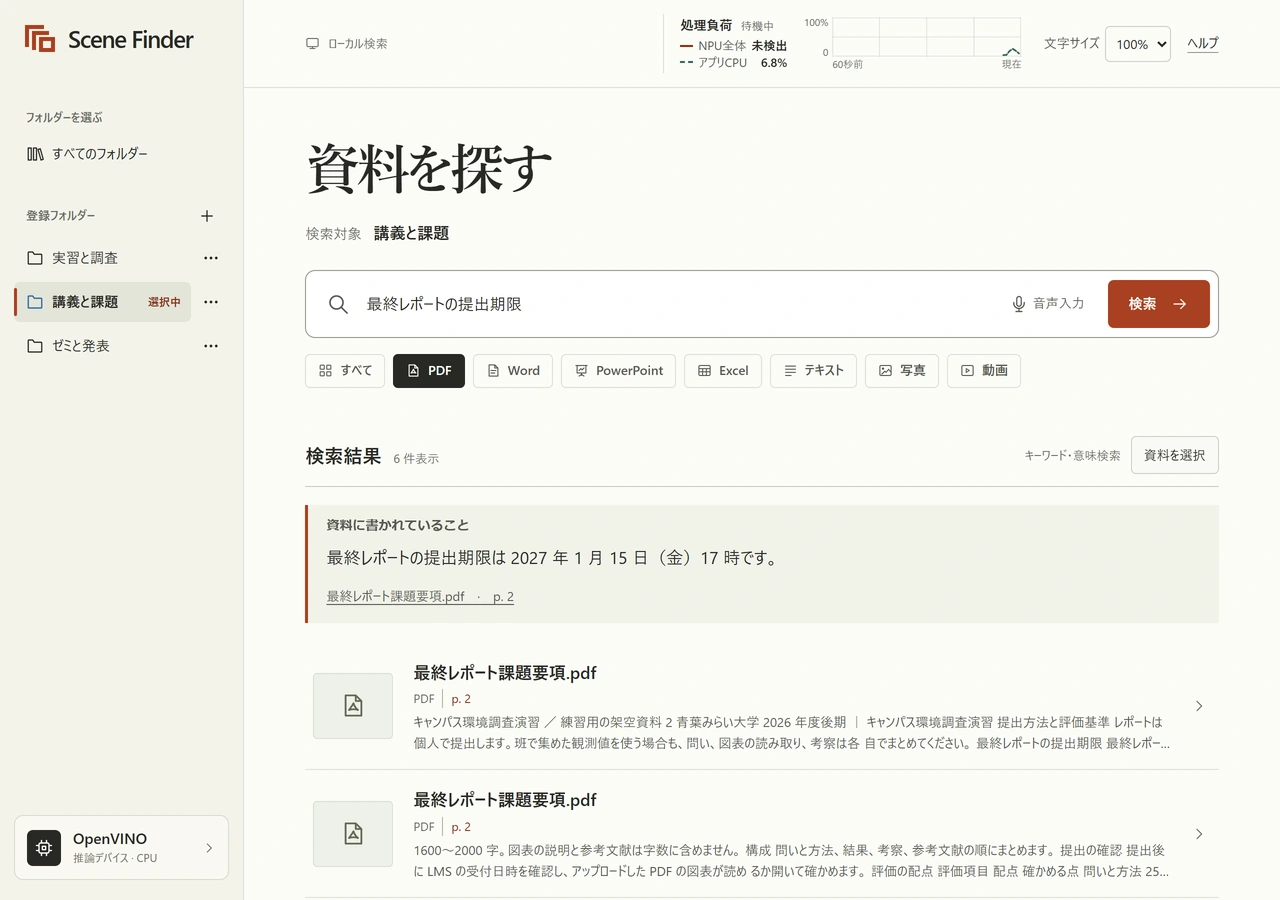 Scene Finder
フォルダーを選ぶ
すべてのフォルダー
登録フォルダー
実習と調査
講義と課題 選択中
ゼミと発表
OpenVINO
推論デバイス · CPU
ローカル検索
処理負荷 待機中
NPU全体 未検出
アプリCPU 6.8%
100%
0
60秒前 現在
文字サイズ 100% ヘルプ
資料を探す
検索対象 講義と課題
最終レポートの提出期限 音声入力 検索
すべて PDF Word PowerPoint Excel テキスト 写真 動画
検索結果 6 件表示 キーワード・意味検索 資料を選択
資料に書かれていること
最終レポートの提出期限は 2027 年 1 月 15 日（金）17 時です。
最終レポート課題要項.pdf · p. 2
最終レポート課題要項.pdf
PDF p. 2
キャンパス環境調査演習 ／ 練習用の架空資料 2 青葉みらい大学 2026 年度後期 ｜ キャンパス環境調査演習 提出方法と評価基準 レポートは
個人で提出します。班で集めた観測値を使う場合も、問い、図表の読み取り、考察は各 自でまとめてください。 最終レポートの提出期限 最終レポー...
最終レポート課題要項.pdf
PDF p. 2
1600〜2000 字。図表の説明と参考文献は字数に含めません。 構成 問いと方法、結果、考察、参考文献の順にまとめます。 提出の確認 提出後
に LMS の受付日時を確認し、アップロードした PDF の図表が読め るか開いて確かめます。 評価の配点 評価項目 配点 確かめる点 問いと方法 25...